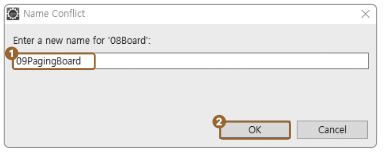 Name Conflict
Enter a new name for '08Board':
1
09PagingBoard
2
OK
Cancel